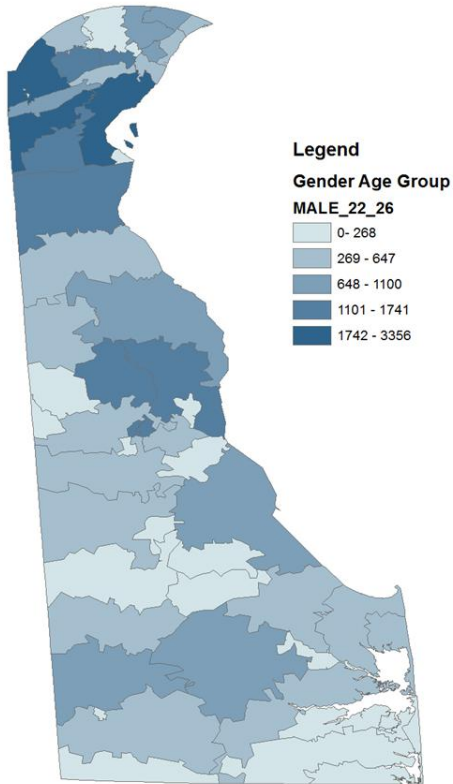 Legend
Gender Age Group
MALE_22_26
0- 268
269 - 647
648 - 1100
1101 - 1741
1742 - 3356